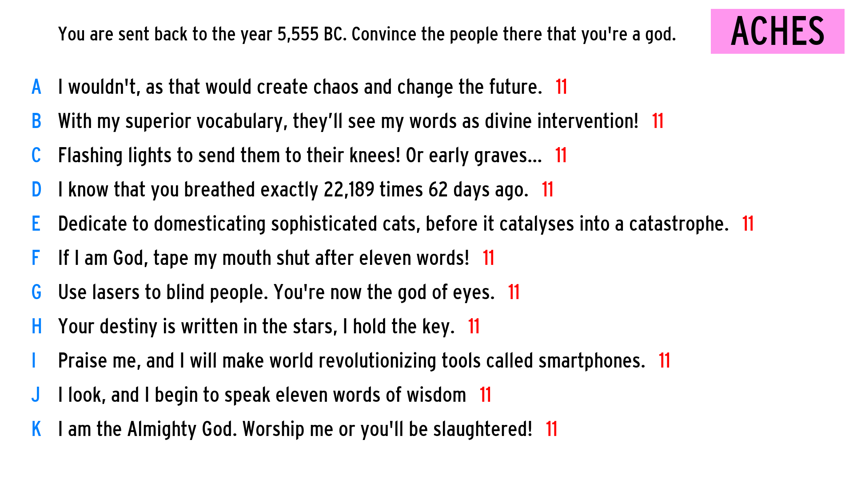 You are sent back to the year 5,555 BC. Convince the people there that you're a god.
ACHES
A I wouldn't, as that would create chaos and change the future. 11
B With my superior vocabulary, they’ll see my words as divine intervention! 11
C Flashing lights to send them to their knees! Or early graves... 11
D I know that you breathed exactly 22,189 times 62 days ago. 11
E Dedicate to domesticating sophisticated cats, before it catalyses into a catastrophe. 11
F If I am God, tape my mouth shut after eleven words! 11
G Use lasers to blind people. You're now the god of eyes. 11
H Your destiny is written in the stars, I hold the key. 11
I Praise me, and I will make world revolutionizing tools called smartphones. 11
J I look, and I begin to speak eleven words of wisdom 11
K I am the Almighty God. Worship me or you'll be slaughtered! 11